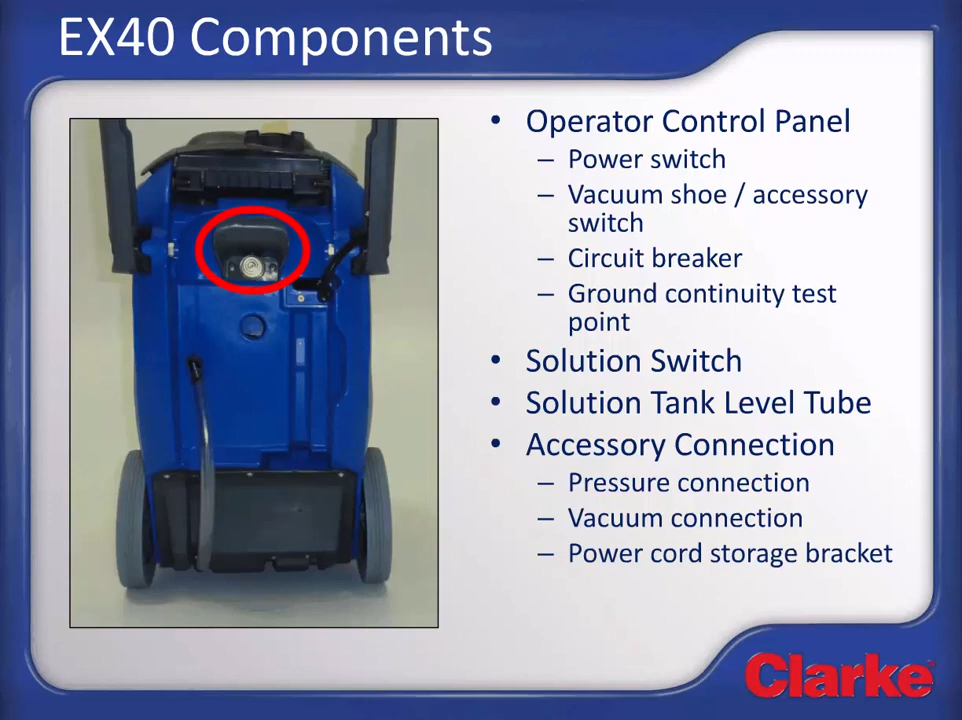 EX40 Components
• Operator Control Panel
– Power switch
– Vacuum shoe / accessory
switch
– Circuit breaker
– Ground continuity test
point
• Solution Switch
• Solution Tank Level Tube
• Accessory Connection
– Pressure connection
– Vacuum connection
– Power cord storage bracket
Clarke